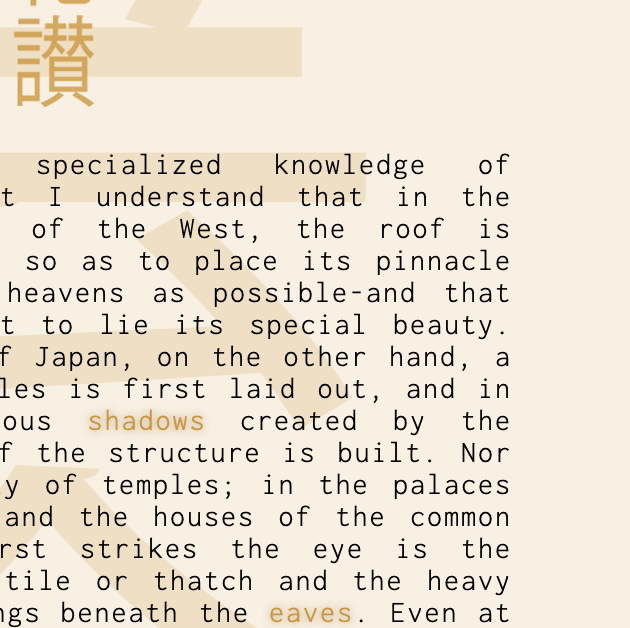 讃
specialized knowledge of
t I understand that in the
of the West, the roof is
so as to place its pinnacle
heavens as possible-and that
t to lie its special beauty.
f Japan, on the other hand, a
les is first laid out, and in
ous shadows created by the
f the structure is built. Nor
y of temples; in the palaces
and the houses of the common
rst strikes the eye is the
tile or thatch and the heavy
ngs beneath the eaves. Even at